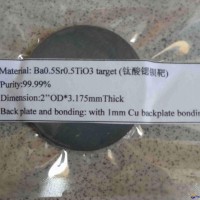 Material: Ba0.5Sr0.5TiO3 target (钛酸锶钡靶)
Purity:99.99%
Dimension:2''OD*3.175mmThick
Back plate and bonding: with 1mm Cu backplate bondin